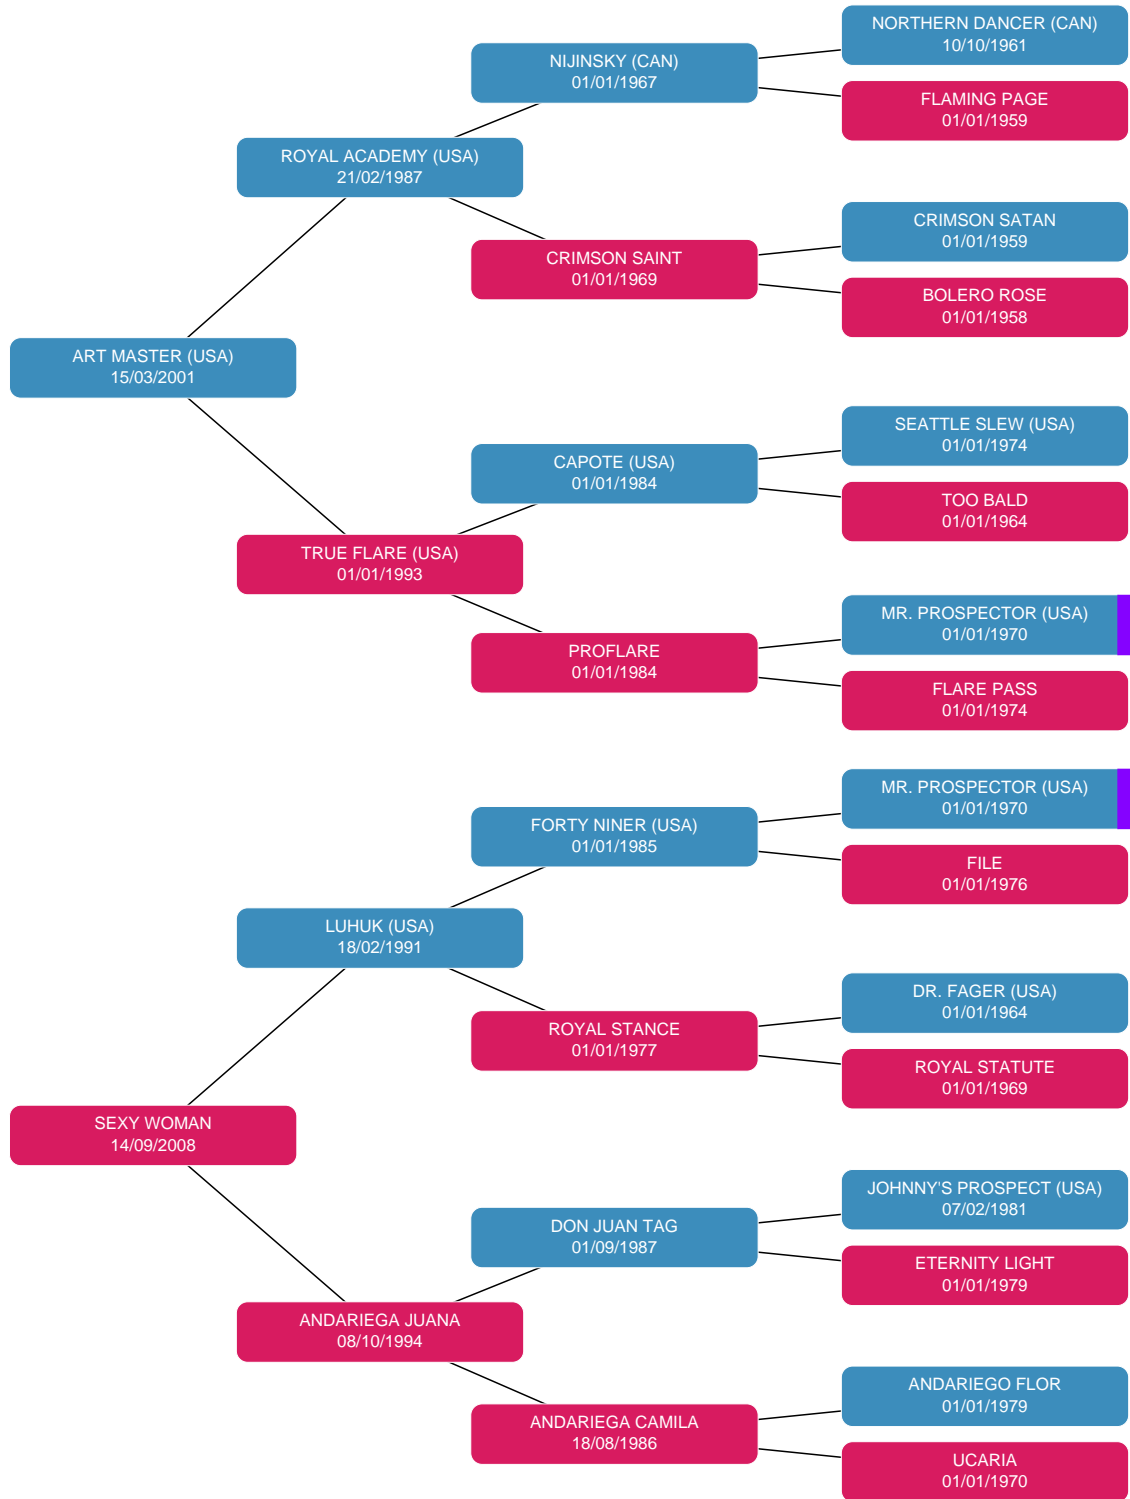 NORTHERN DANCER (CAN)
10/10/1961
NIJINSKY (CAN)
01/01/1967
FLAMING PAGE
01/01/1959
ROYAL ACADEMY (USA)
21/02/1987
CRIMSON SATAN
01/01/1959
CRIMSON SAINT
01/01/1969
BOLERO ROSE
01/01/1958
ART MASTER (USA)
15/03/2001
SEATTLE SLEW (USA)
01/01/1974
CAPOTE (USA)
01/01/1984
TOO BALD
01/01/1964
TRUE FLARE (USA)
01/01/1993
MR. PROSPECTOR (USA)
01/01/1970
PROFLARE
01/01/1984
FLARE PASS
01/01/1974
MR. PROSPECTOR (USA)
01/01/1970
FORTY NINER (USA)
01/01/1985
FILE
01/01/1976
LUHUK (USA)
18/02/1991
DR. FAGER (USA)
01/01/1964
ROYAL STANCE
01/01/1977
ROYAL STATUTE
01/01/1969
SEXY WOMAN
14/09/2008
JOHNNY'S PROSPECT (USA)
07/02/1981
DON JUAN TAG
01/09/1987
ETERNITY LIGHT
01/01/1979
ANDARIEGA JUANA
08/10/1994
ANDARIEGO FLOR
01/01/1979
ANDARIEGA CAMILA
18/08/1986
UCARIA
01/01/1970